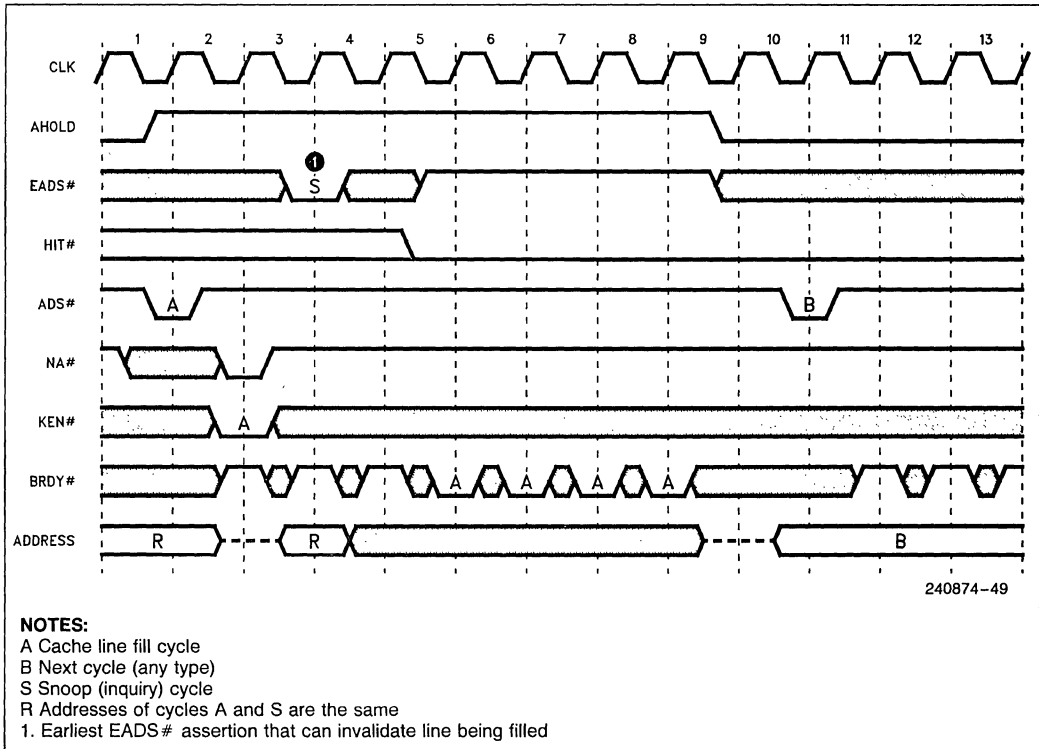 1 2 3 4 5 6 7 8 9 10 11 12 13
CLK
AHOLD
1
EADS# S
HIT#
ADS# A B
NA#
KEN# A
BRDY# A A A A
ADDRESS R R B
240874–49
NOTES:
A Cache line fill cycle
B Next cycle (any type)
S Snoop (inquiry) cycle
R Addresses of cycles A and S are the same
1. Earliest EADS# assertion that can invalidate line being filled